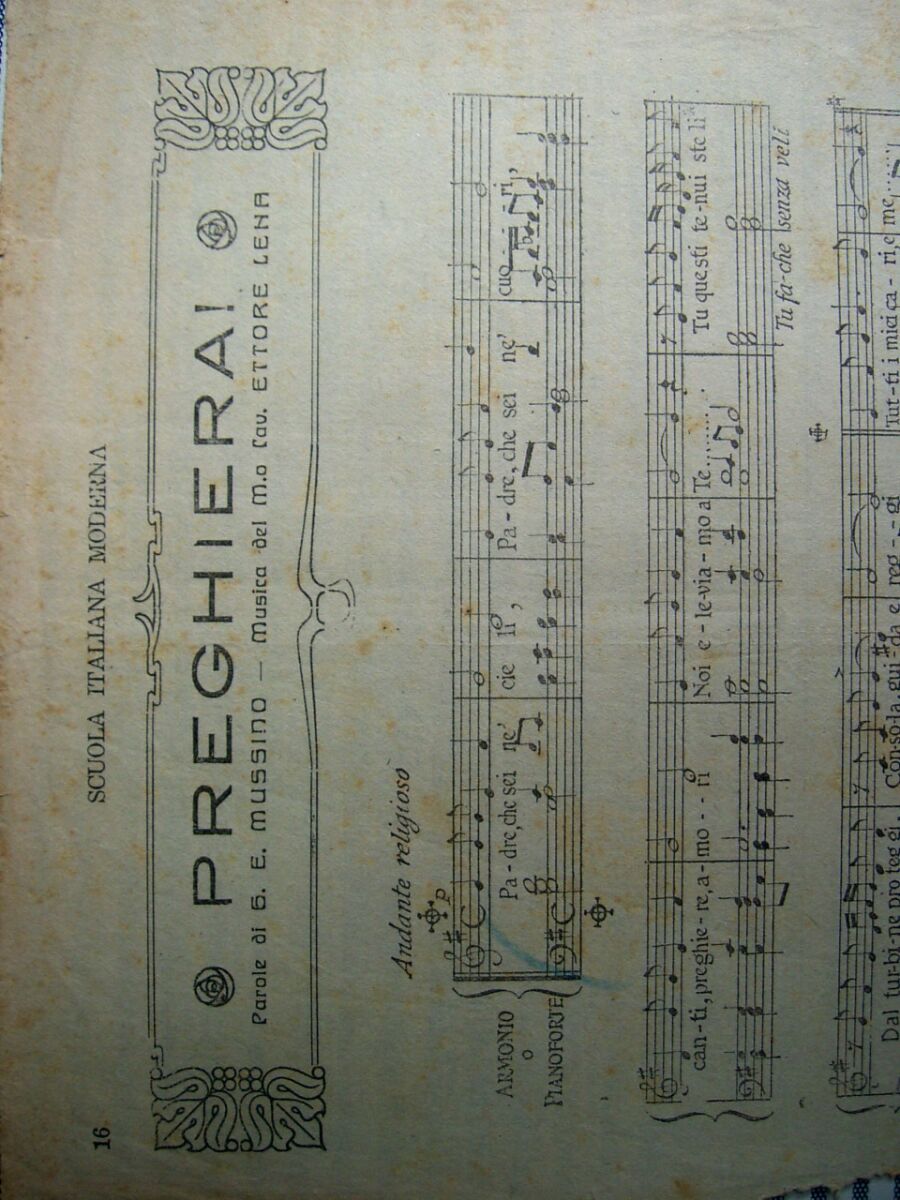 16
SCUOLA ITALIANA MODERNA
PREGHIERA!
Parole di G. E. MUSSINO — Musica del M.o Cav. ETTORE LENA
Andante religioso
p
ARMONIO
O
PIANOFORTE
Pa-dre, che sei ne' cie li, Pa-dre, che sei ne' cuo ri,
can-ti, preghie-re, a-mo--ri Noi e-le-via-mo a Te......... Tu questi te-nui ste li
Tu fa-che senza veli
Dal tur-bi-ne pro teg gi, Con-so-la, gui-da e reg--gi Tut-ti i mici ca-ri, e me......